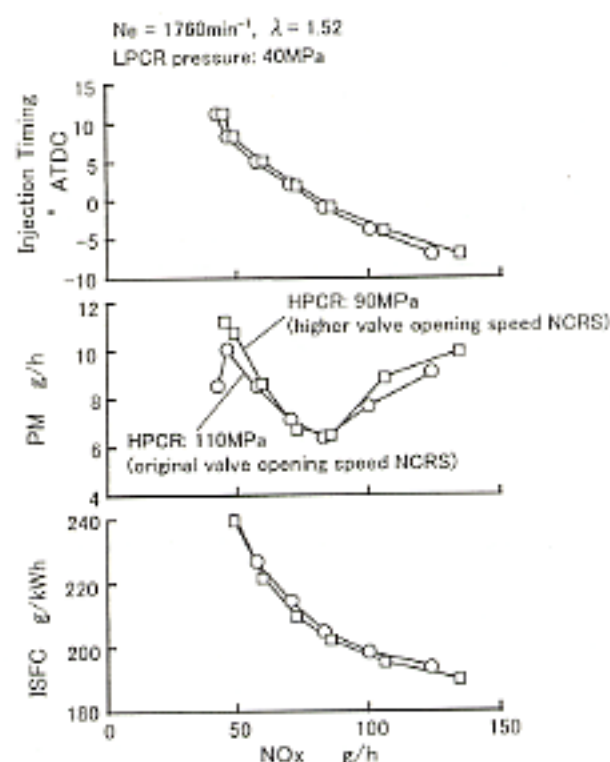 Ne = 1760min⁻¹, λ = 1.52
LPCR pressure: 40MPa
Injection Timing
° ATDC
15
10
5
0
-5
-10
PM g/h
12
10
8
6
4
HPCR: 90MPa
(higher valve opening speed NCRS)
HPCR: 110MPa
(original valve opening speed NCRS)
ISFC g/kWh
240
220
200
180
0 50 100 150
NOx g/h